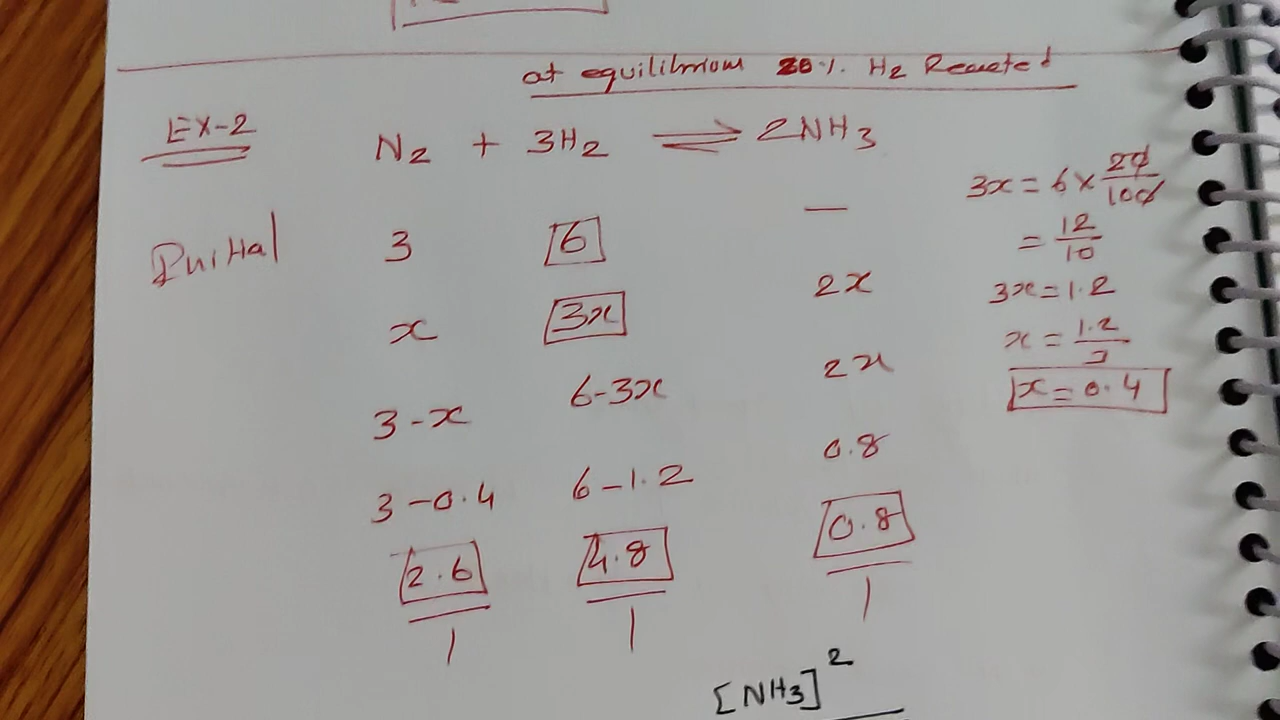 at equilibrium 20%. H2 Reacted
EX-2
N2 + 3H2 ⇌ 2NH3
3x = 6 × 20/100
Initial 3 6 —
= 12/10
x 3x 2x
3x = 1.2
x = 1.2/3
3-x 6-3x 2x
x = 0.4
3-0.4 6-1.2 0.8
2.6 4.8 0.8
1 1 1
[NH3]²